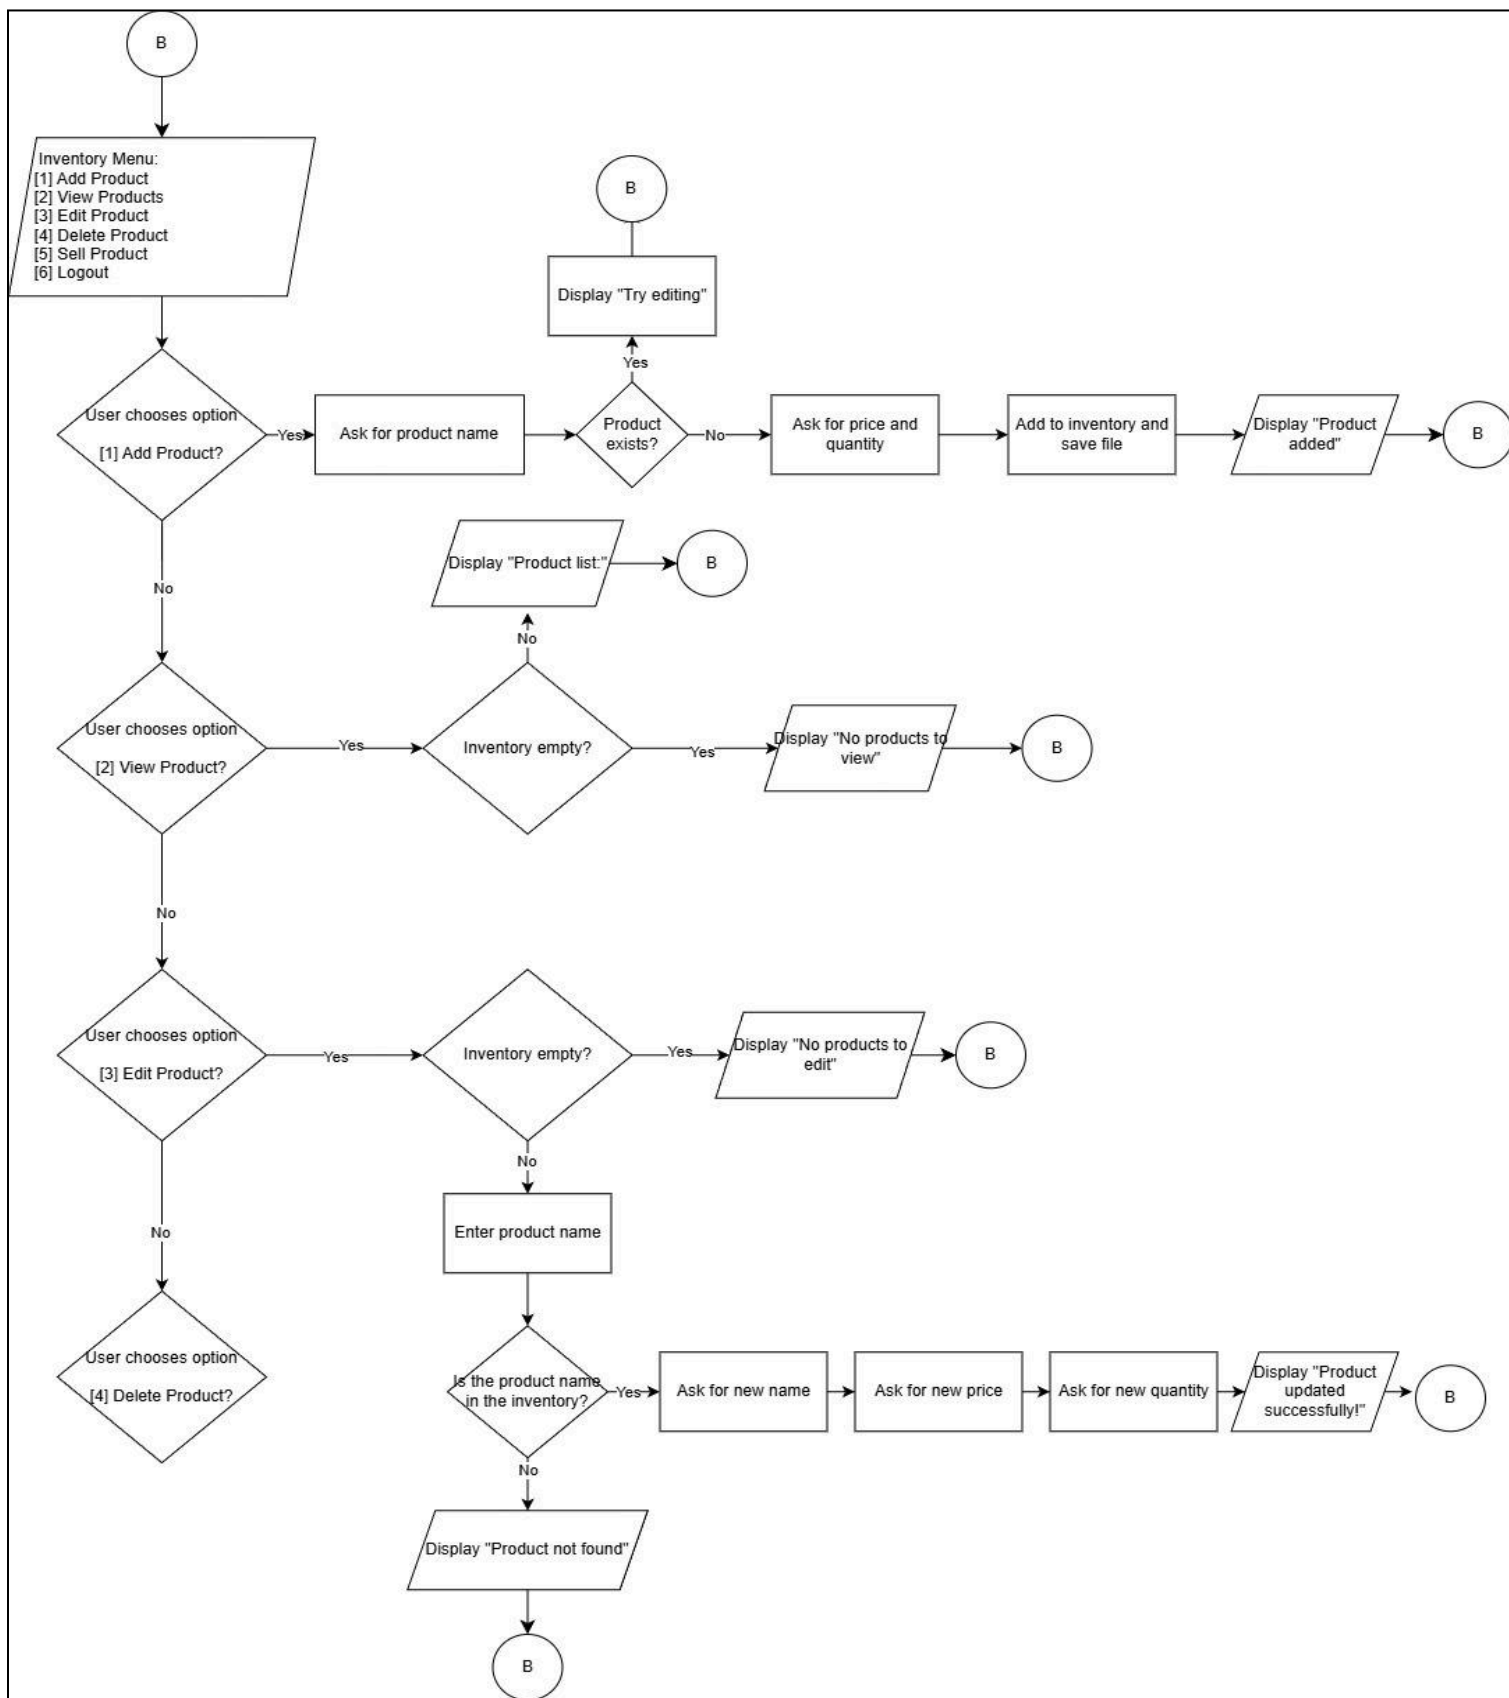 B
Inventory Menu:
[1] Add Product
[2] View Products
[3] Edit Product
[4] Delete Product
[5] Sell Product
[6] Logout
B
Display "Try editing"
Yes
User chooses option
[1] Add Product?
Yes
Ask for product name
Product
exists?
No
Ask for price and
quantity
Add to inventory and
save file
Display "Product
added"
B
No
Display "Product list:"
B
No
User chooses option
[2] View Product?
Yes
Inventory empty?
Yes
Display "No products to
view"
B
No
User chooses option
[3] Edit Product?
Yes
Inventory empty?
Yes
Display "No products to
edit"
B
No
Enter product name
No
User chooses option
[4] Delete Product?
Is the product name
in the inventory?
Yes
Ask for new name
Ask for new price
Ask for new quantity
Display "Product
updated
successfully!"
B
No
Display "Product not found"
B